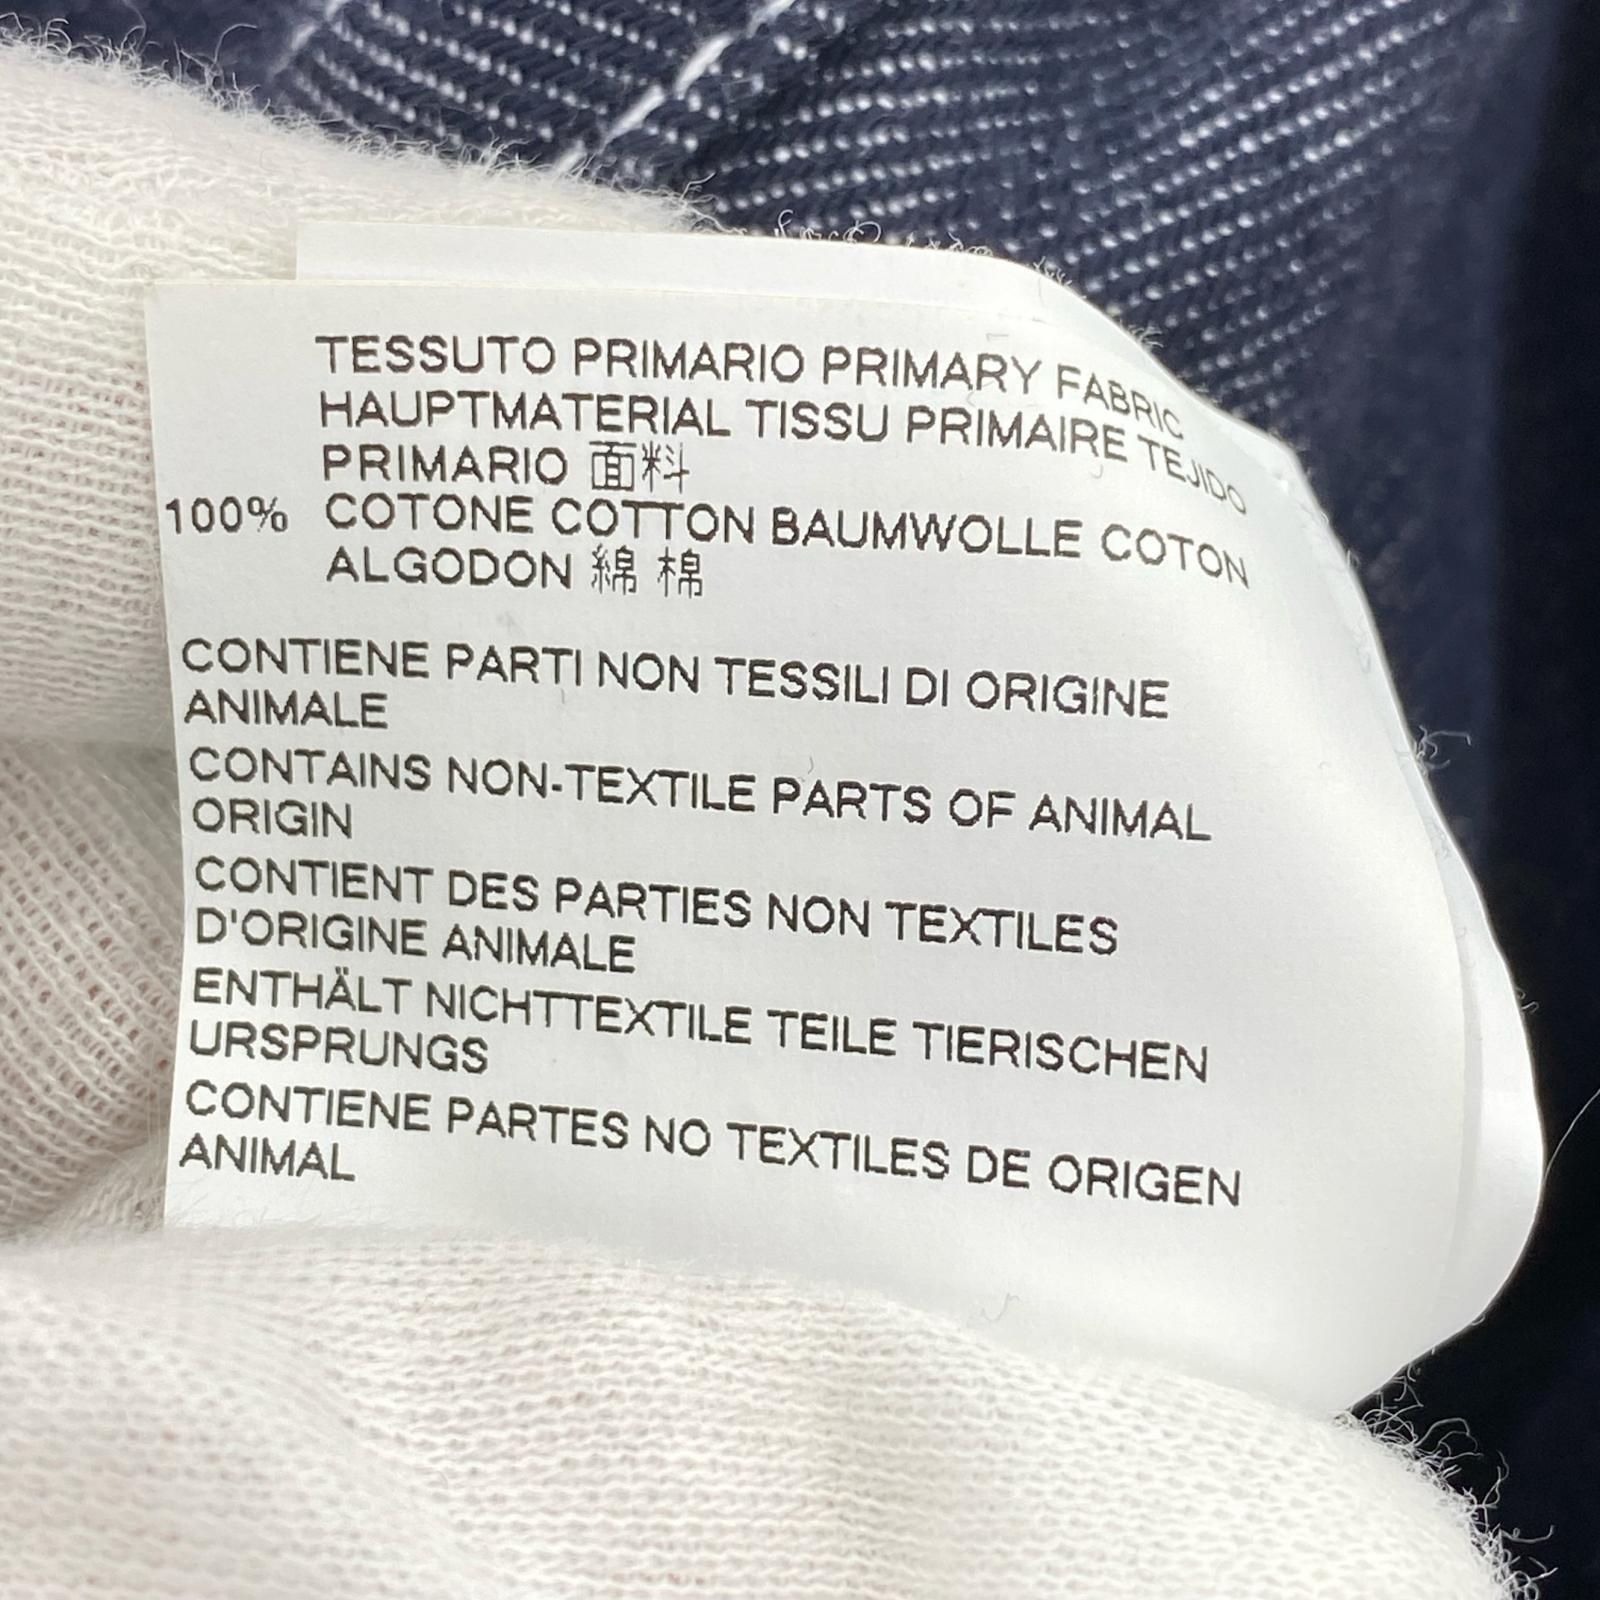 TESSUTO PRIMARIO PRIMARY FABRIC
HAUPTMATERIAL TISSU PRIMAIRE TEJIDO
PRIMARIO 面料
100% COTONE COTTON BAUMWOLLE COTON
ALGODON 綿 棉
CONTIENE PARTI NON TESSILI DI ORIGINE
ANIMALE
CONTAINS NON-TEXTILE PARTS OF ANIMAL
ORIGIN
CONTIENT DES PARTIES NON TEXTILES
D'ORIGINE ANIMALE
ENTHÄLT NICHTTEXTILE TEILE TIERISCHEN
URSPRUNGS
CONTIENE PARTES NO TEXTILES DE ORIGEN
ANIMAL